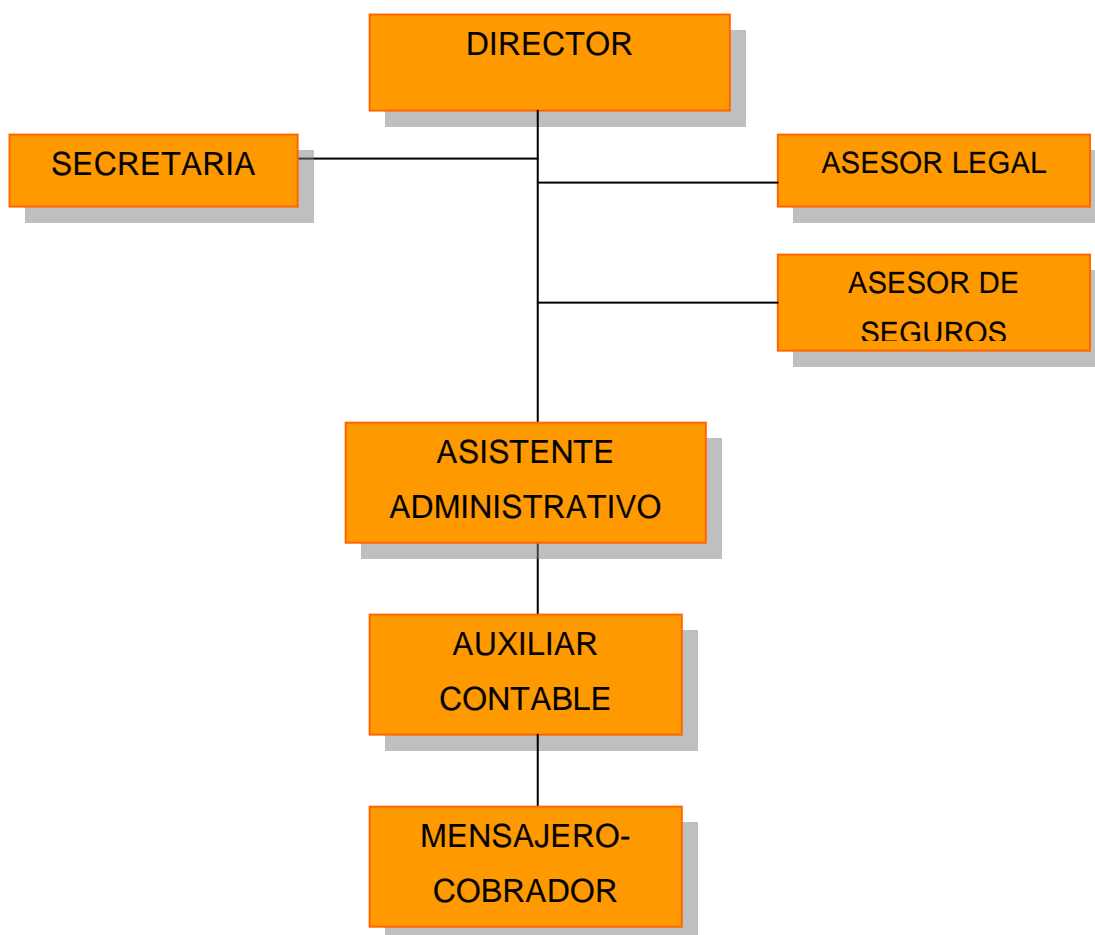 DIRECTOR
SECRETARIA
ASESOR LEGAL
ASESOR DE
SEGUROS
ASISTENTE
ADMINISTRATIVO
AUXILIAR
CONTABLE
MENSAJERO-
COBRADOR